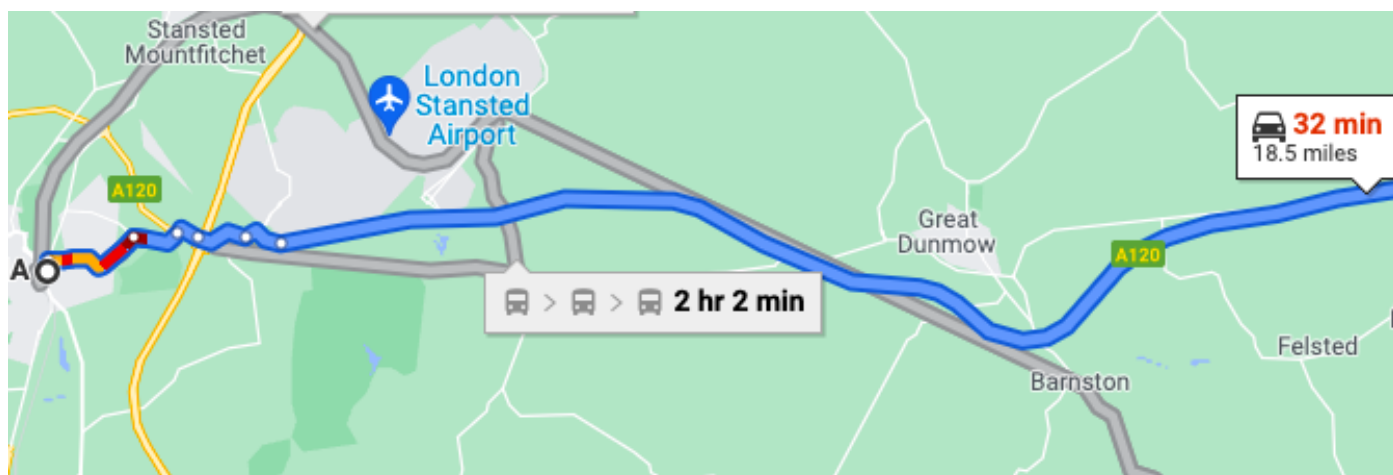 Stansted
Mountfitchet
London
Stansted
Airport
A120
32 min
18.5 miles
Great
Dunmow
A120
A
> > 2 hr 2 min
Felsted
Barnston